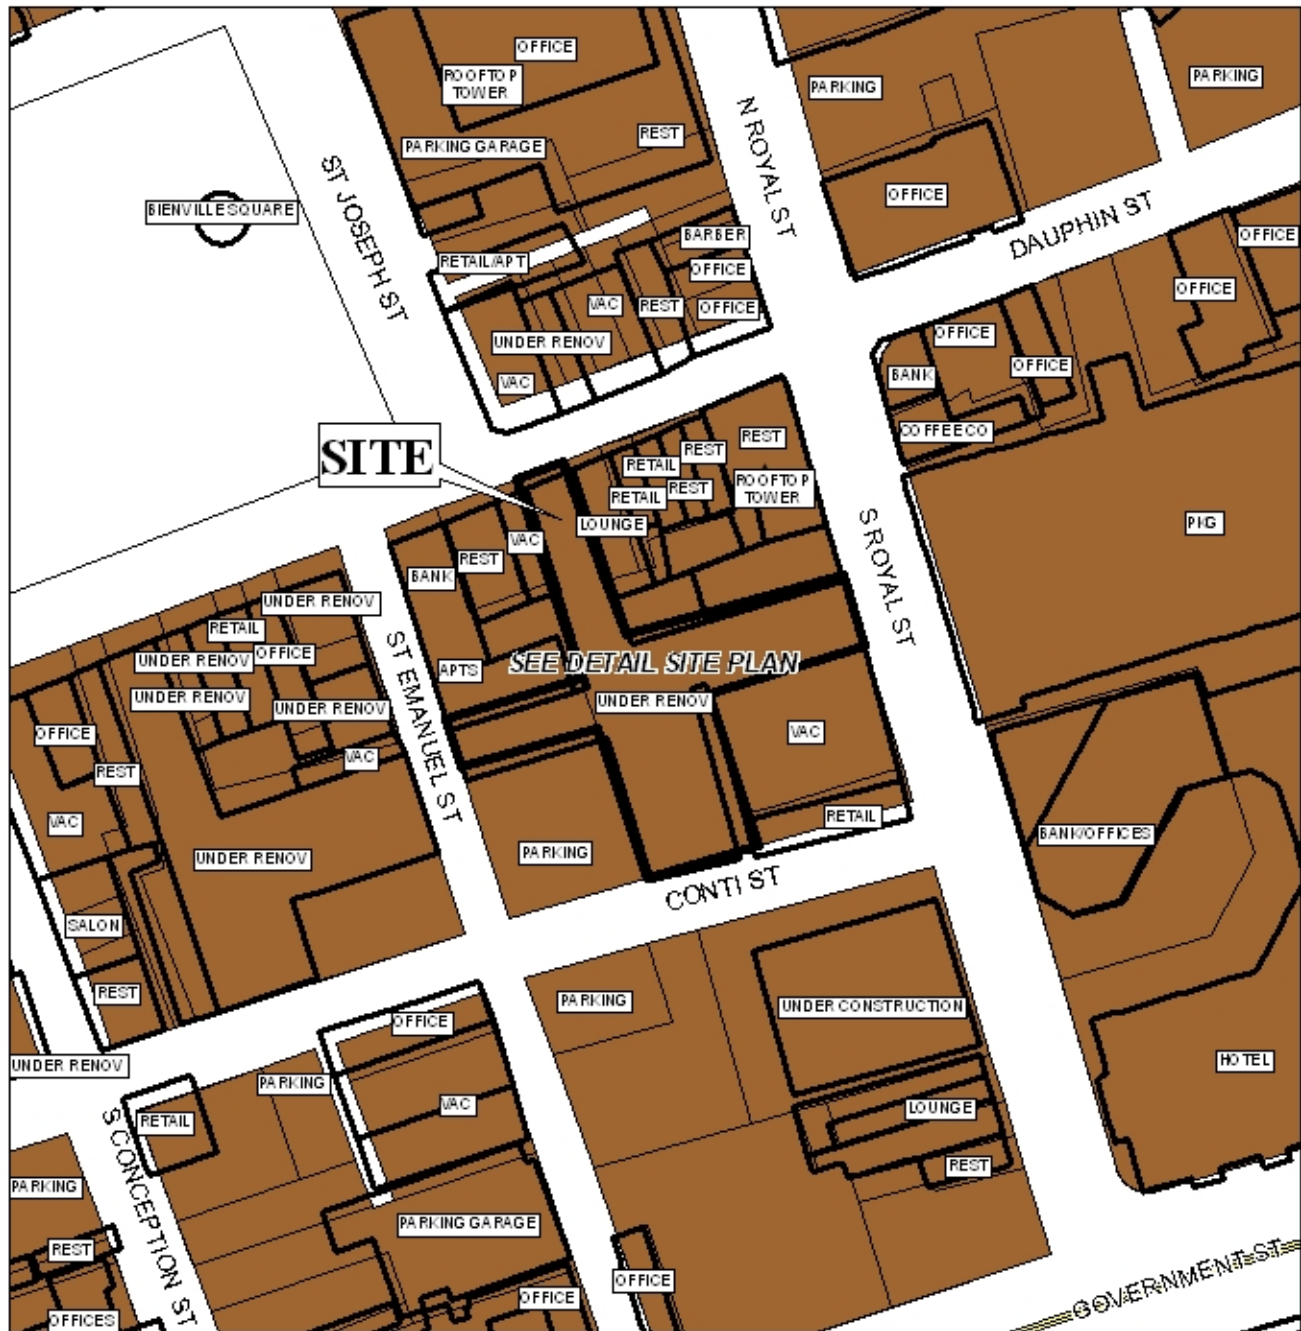 OFFICE
ROOFTOP
TOWER
PARKING
PARKING
N ROYAL ST
REST
PARKING GARAGE
ST JOSEPH ST
OFFICE
BIENVILLE SQUARE
DAUPHIN ST
BARBER
OFFICE
RETAIL/APT
OFFICE
OFFICE
VAC
REST
OFFICE
UNDER RENOV
OFFICE
OFFICE
BANK
VAC
COFFEE CO
SITE
REST
REST
RETAIL
ROOFTOP
TOWER
REST
RETAIL
LOUNGE
PKG
VAC
REST
BANK
S ROYAL ST
UNDER RENOV
RETAIL
OFFICE
UNDER RENOV
ST EMANUEL ST
APTS
SEE DETAIL SITE PLAN
UNDER RENOV
UNDER RENOV
UNDER RENOV
OFFICE
VAC
VAC
REST
RETAIL
VAC
BANK/OFFICES
PARKING
UNDER RENOV
CONTI ST
SALON
REST
PARKING
UNDER CONSTRUCTION
OFFICE
UNDER RENOV
HOTEL
PARKING
VAC
LOUNGE
RETAIL
S CONCEPTION ST
REST
PARKING
PARKING GARAGE
REST
OFFICE
GOVERNMENT ST
OFFICE
OFFICES